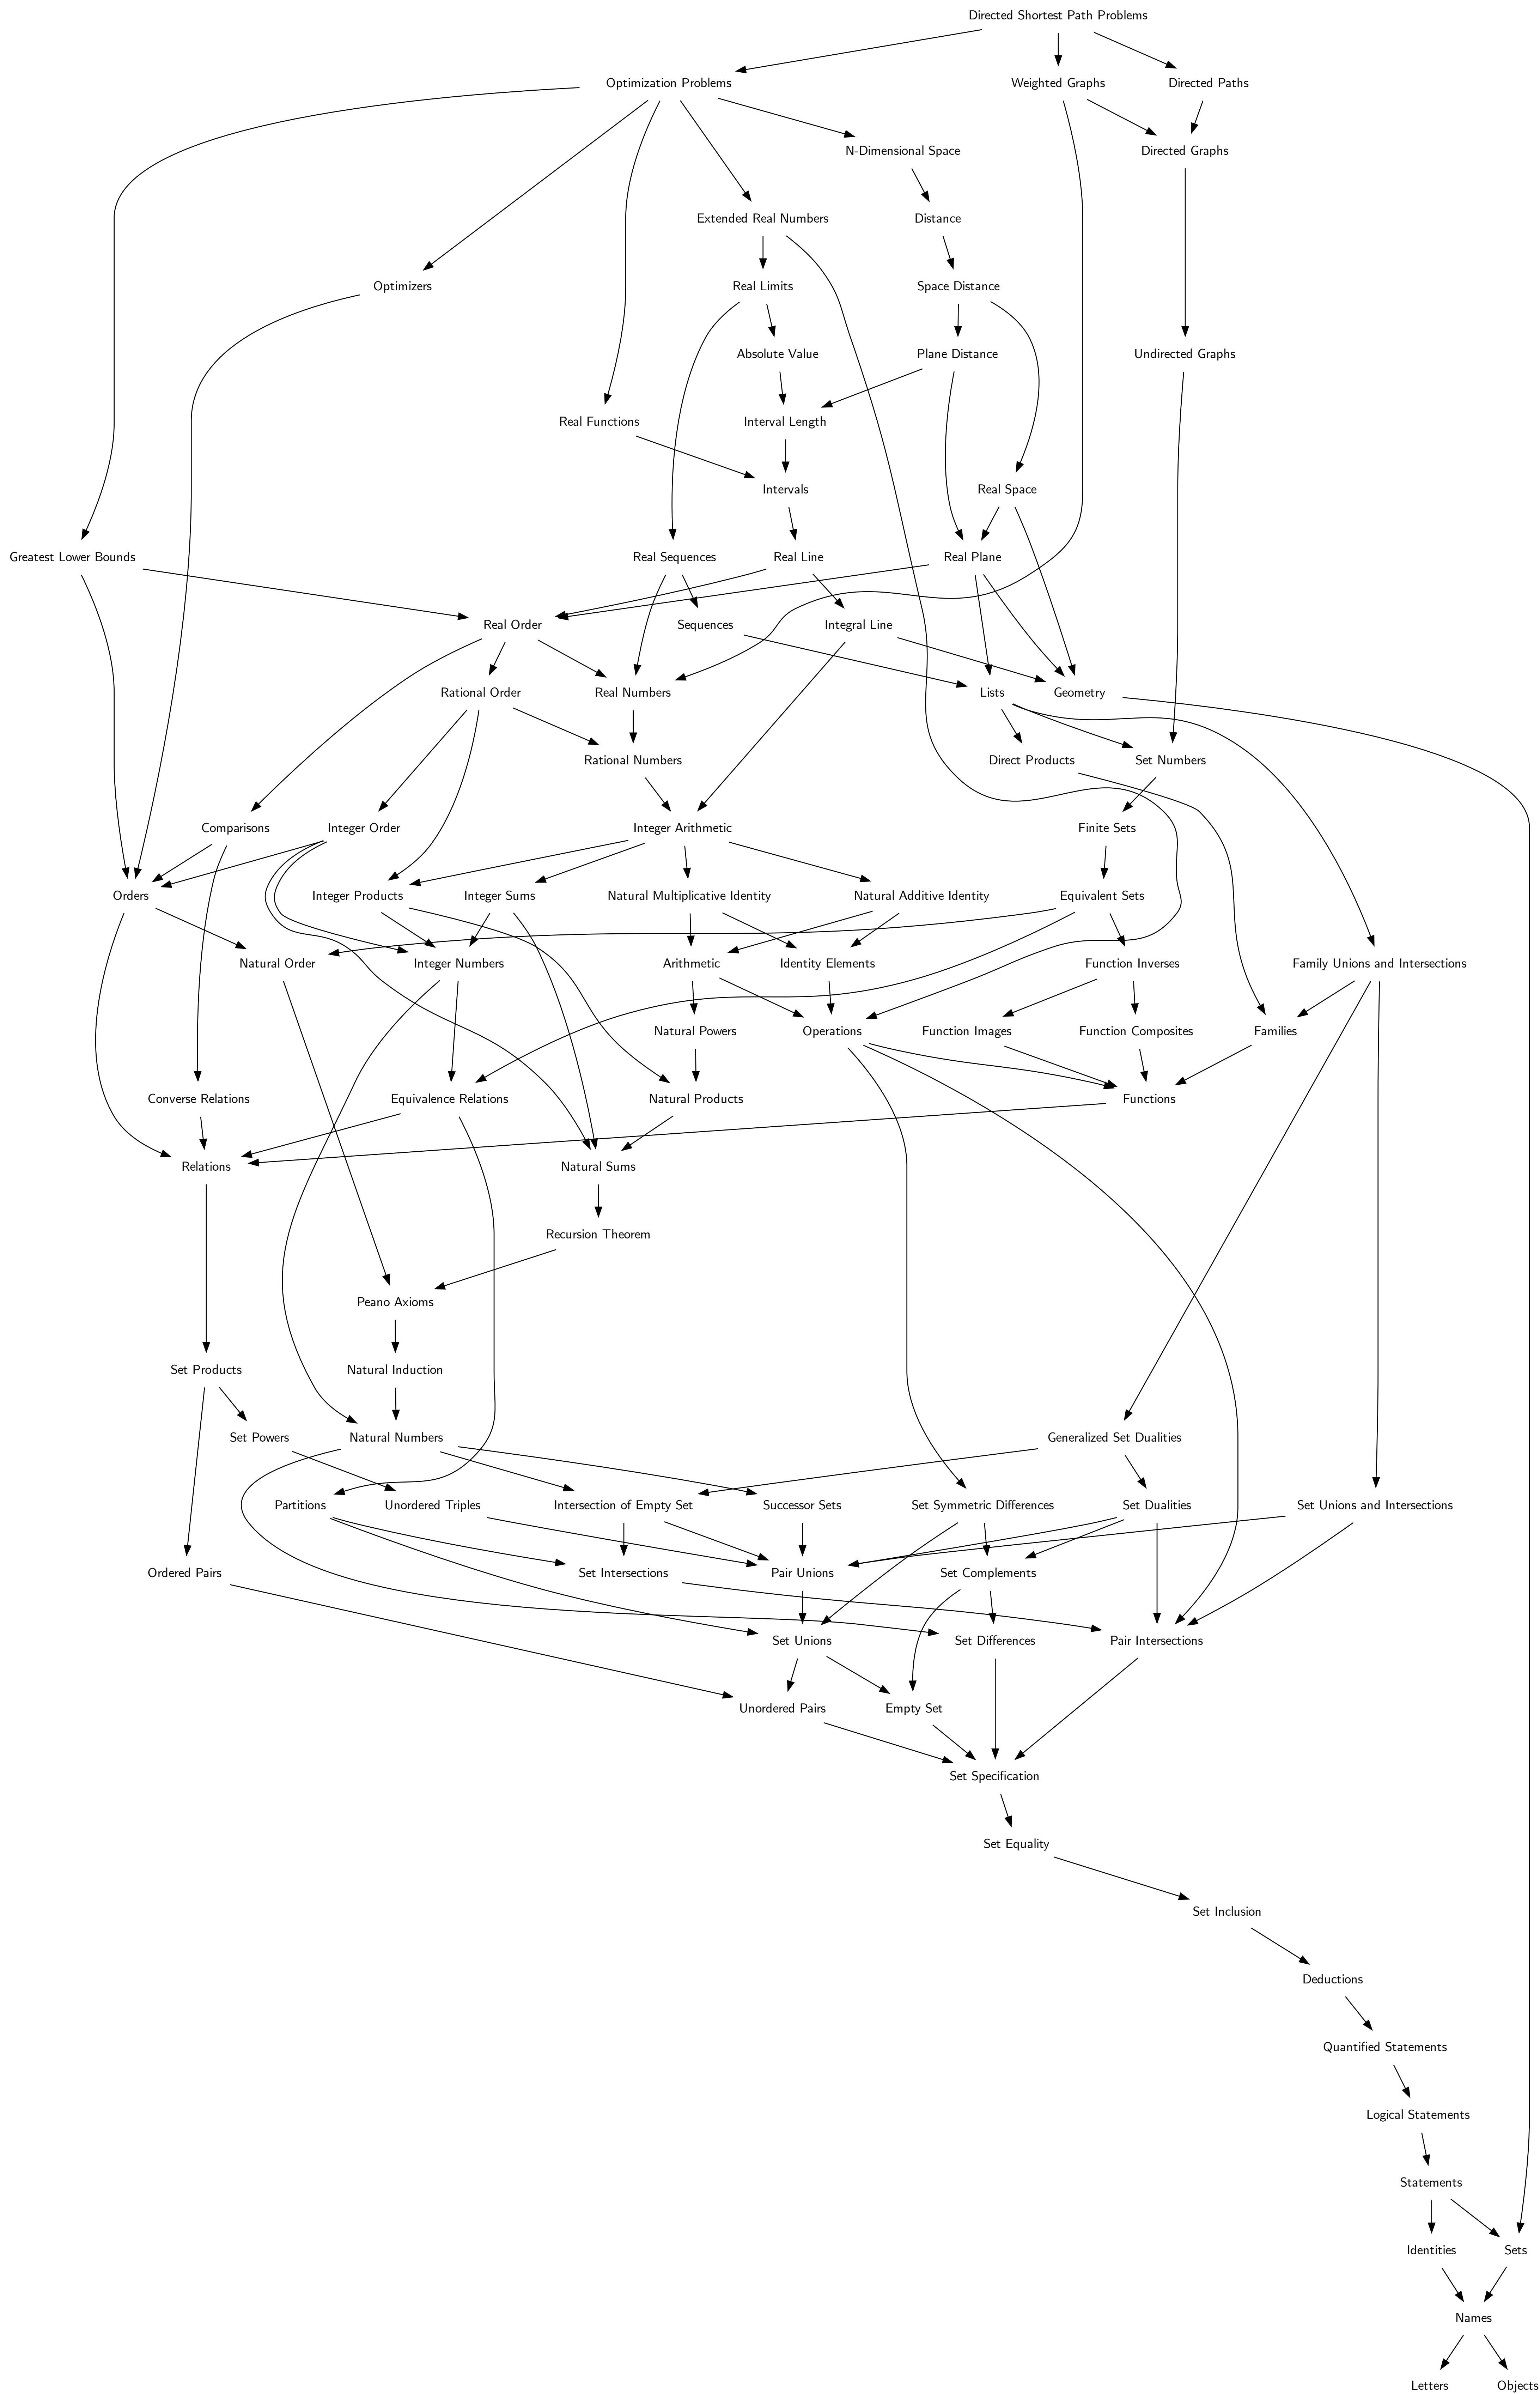 Directed Shortest Path Problems
Optimization Problems
Weighted Graphs
Directed Paths
N-Dimensional Space
Directed Graphs
Extended Real Numbers
Distance
Optimizers
Real Limits
Space Distance
Absolute Value
Plane Distance
Undirected Graphs
Real Functions
Interval Length
Intervals
Real Space
Greatest Lower Bounds
Real Sequences
Real Line
Real Plane
Real Order
Sequences
Integral Line
Rational Order
Real Numbers
Lists
Geometry
Rational Numbers
Direct Products
Set Numbers
Comparisons
Integer Order
Integer Arithmetic
Finite Sets
Orders
Integer Products
Integer Sums
Natural Multiplicative Identity
Natural Additive Identity
Equivalent Sets
Natural Order
Integer Numbers
Arithmetic
Identity Elements
Function Inverses
Family Unions and Intersections
Natural Powers
Operations
Function Images
Function Composites
Families
Converse Relations
Equivalence Relations
Natural Products
Functions
Relations
Natural Sums
Recursion Theorem
Peano Axioms
Set Products
Natural Induction
Set Powers
Natural Numbers
Generalized Set Dualities
Partitions
Unordered Triples
Intersection of Empty Set
Successor Sets
Set Symmetric Differences
Set Dualities
Set Unions and Intersections
Ordered Pairs
Set Intersections
Pair Unions
Set Complements
Set Unions
Set Differences
Pair Intersections
Unordered Pairs
Empty Set
Set Specification
Set Equality
Set Inclusion
Deductions
Quantified Statements
Logical Statements
Statements
Identities
Sets
Names
Letters
Objects